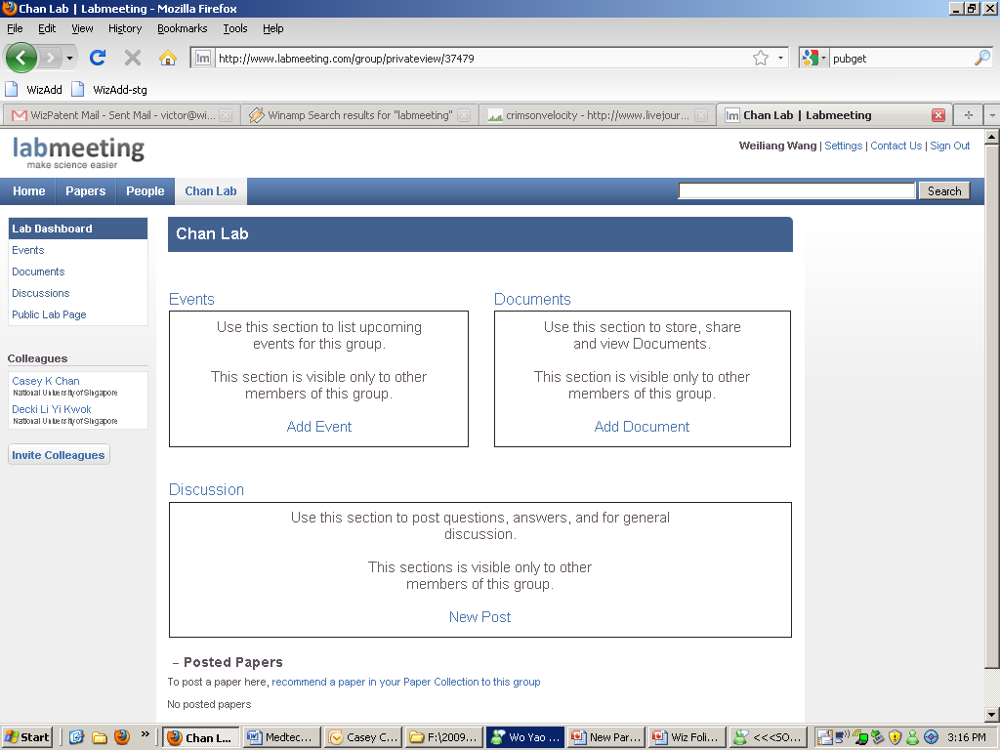 Chan Lab | Labmeeting - Mozilla Firefox
File Edit View History Bookmarks Tools Help
lm http://www.labmeeting.com/group/privateview/37479 pubget
WizAdd WizAdd-stg
WizPatent Mail - Sent Mail - victor@wi... Winamp Search results for "labmeeting" crimsonvelocity - http://www.livejour... lm Chan Lab | Labmeeting
labmeeting
make science easier
Weiliang Wang | Settings | Contact Us | Sign Out
Home Papers People Chan Lab Search
Lab Dashboard
Events
Documents
Discussions
Public Lab Page
Colleagues
Casey K Chan
National University of Singapore
Decki Li Yi Kwok
National University of Singapore
Invite Colleagues
Chan Lab
Events
Use this section to list upcoming
events for this group.
This section is visible only to other
members of this group.
Add Event
Documents
Use this section to store, share
and view Documents.
This section is visible only to other
members of this group.
Add Document
Discussion
Use this section to post questions, answers, and for general
discussion.
This sections is visible only to other
members of this group.
New Post
– Posted Papers
To post a paper here, recommend a paper in your Paper Collection to this group
No posted papers
Start » Chan L... Medtec... Casey C... F:\2009... Wo Yao ... New Par... Wiz Foli... <<<SO... 3:16 PM